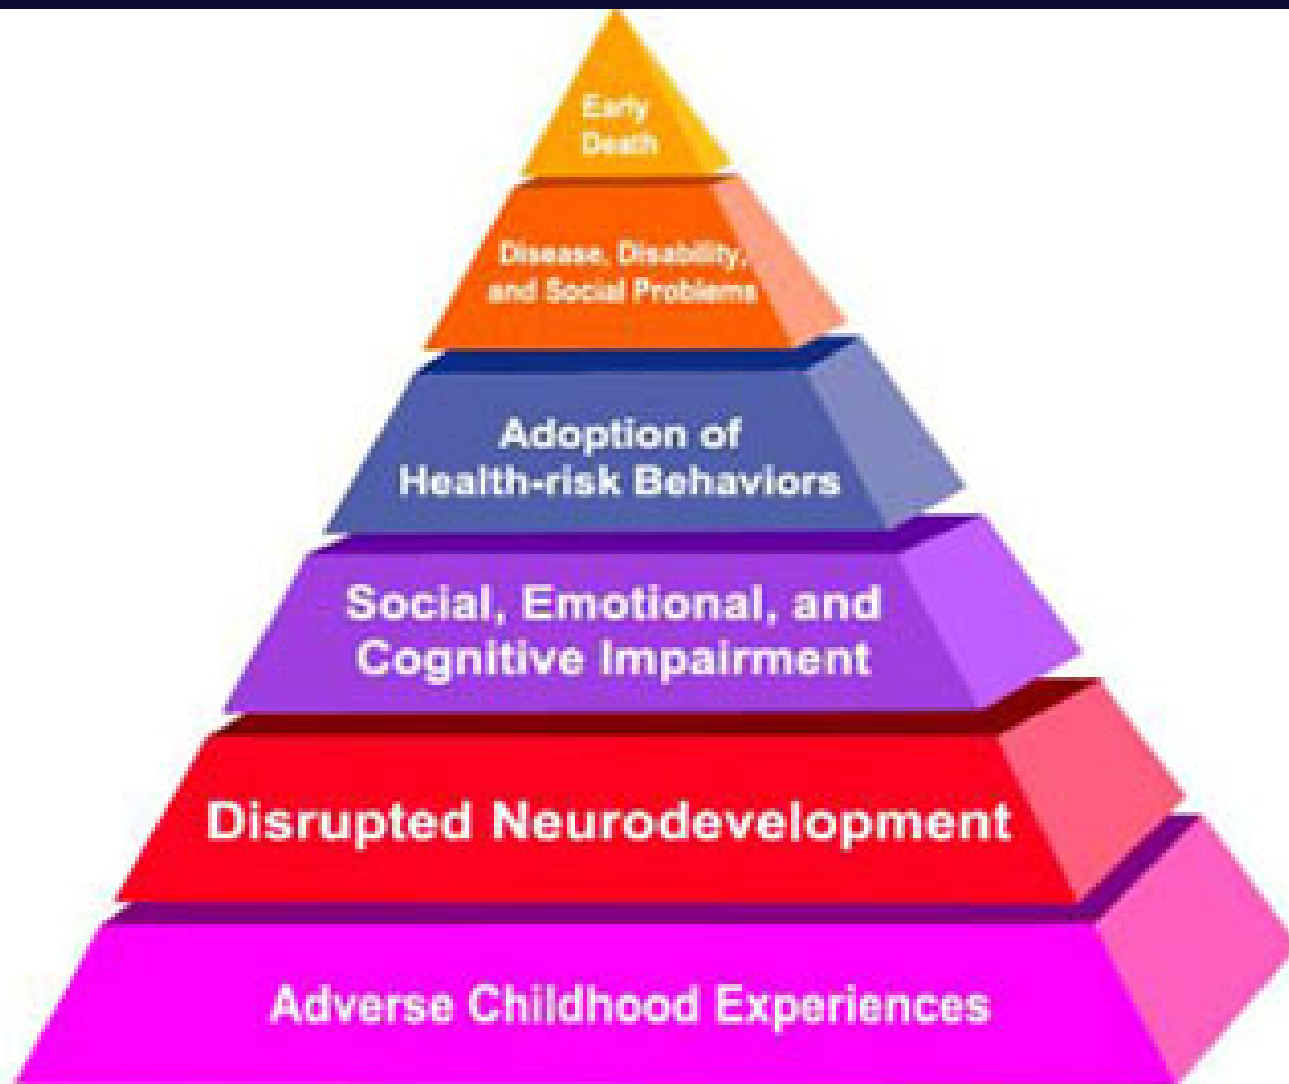 Early
Death
Disease, Disability,
and Social Problems
Adoption of
Health-risk Behaviors
Social, Emotional, and
Cognitive Impairment
Disrupted Neurodevelopment
Adverse Childhood Experiences